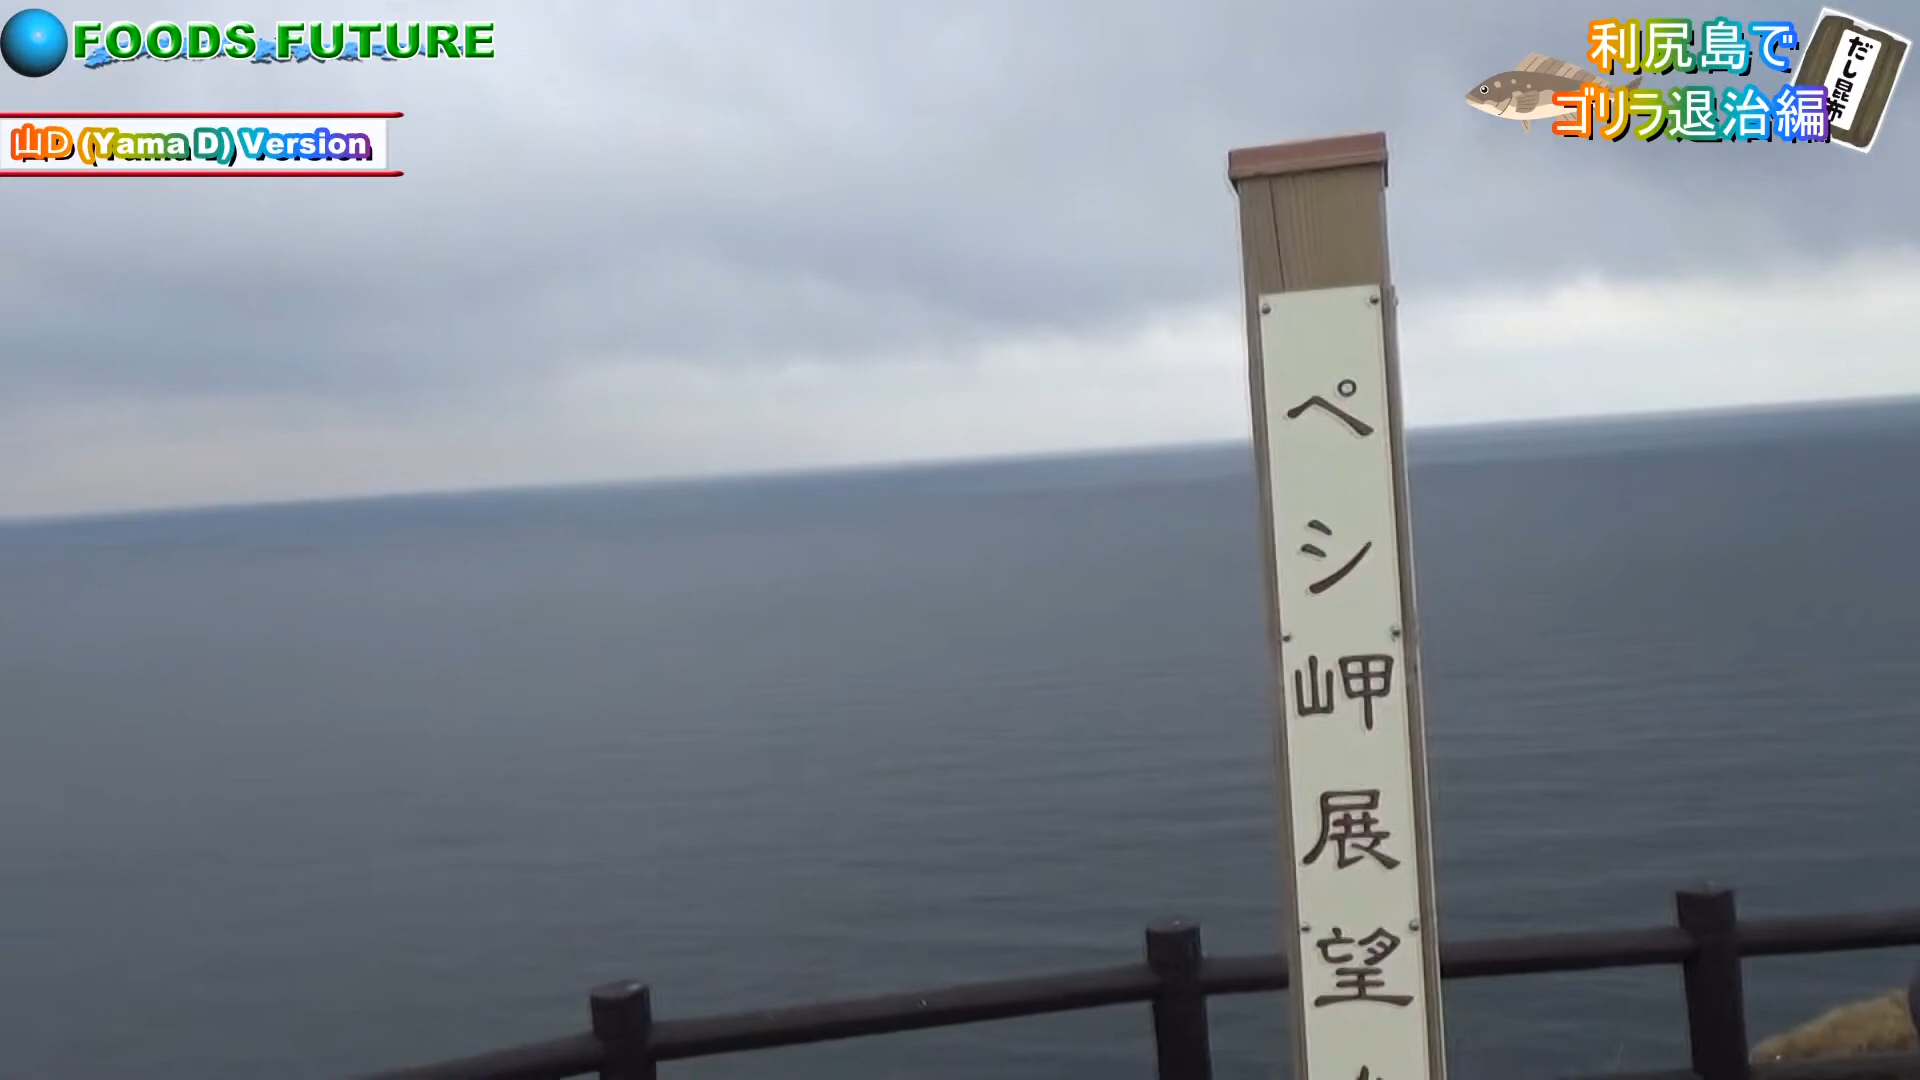 FOODS FUTURE
山D (Yama D) Version
利尻島で
ゴリラ退治編
だし昆布
ペシ岬展望